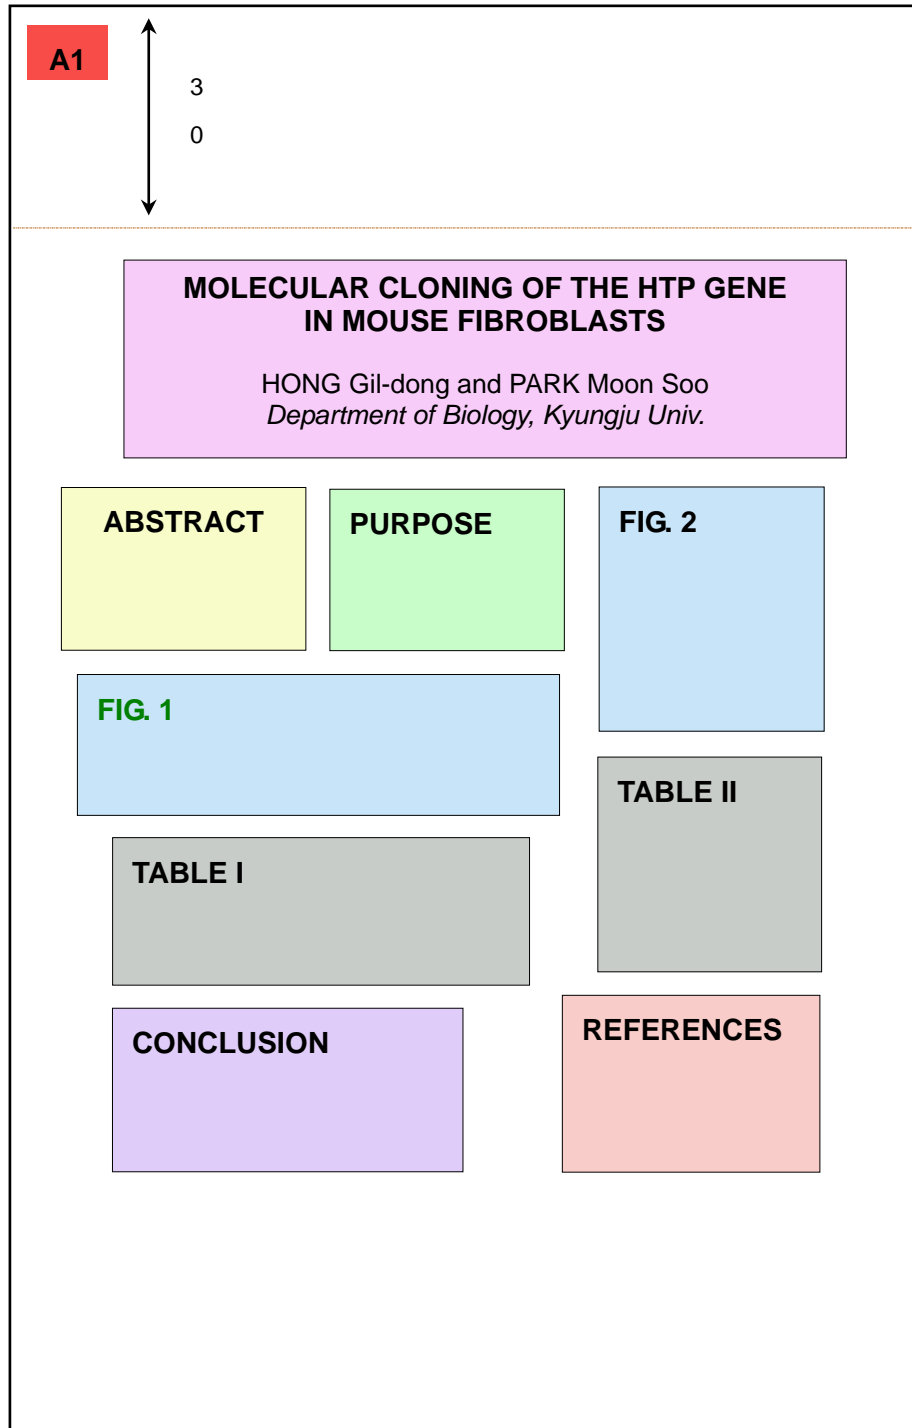 A1
3
0
MOLECULAR CLONING OF THE HTP GENE
IN MOUSE FIBROBLASTS
HONG Gil-dong and PARK Moon Soo
Department of Biology, Kyungju Univ.
ABSTRACT
PURPOSE
FIG. 2
FIG. 1
TABLE II
TABLE I
CONCLUSION
REFERENCES